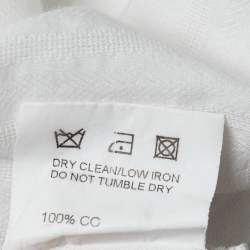 DRY CLEAN/LOW IRON
DO NOT TUMBLE DRY
100% CC